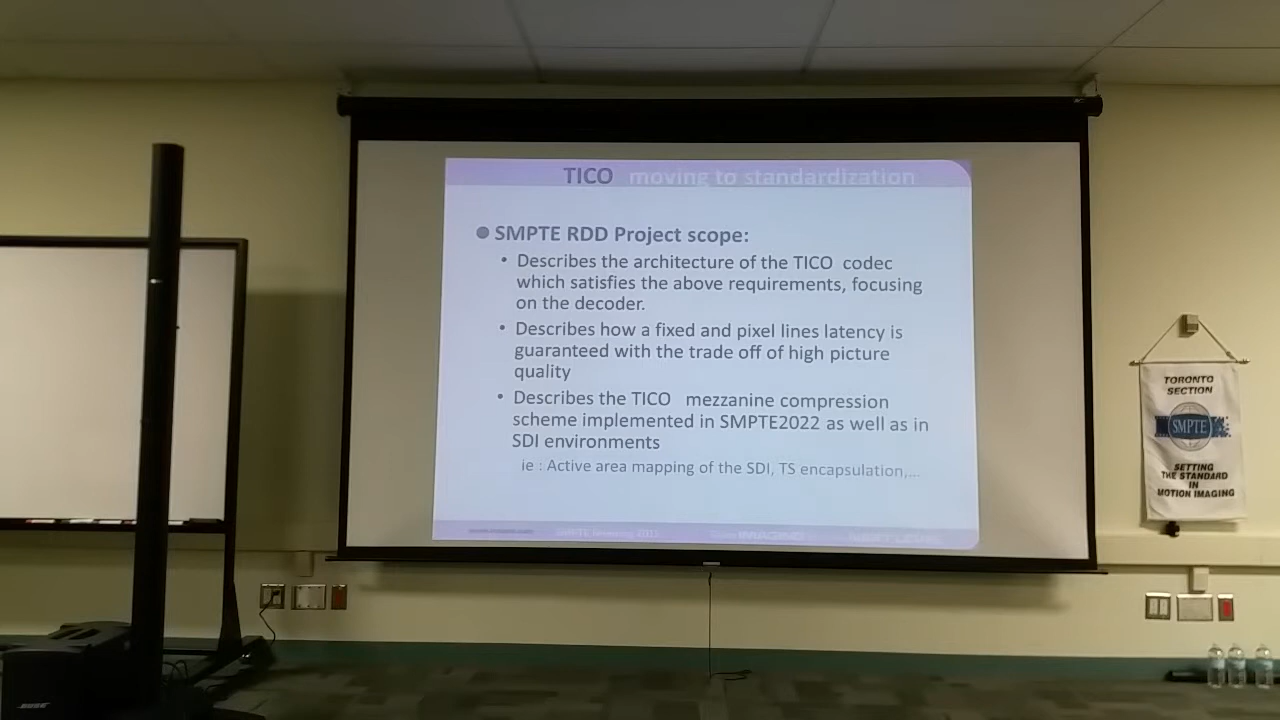 TICO moving to standardization
SMPTE RDD Project scope:
• Describes the architecture of the TICO codec
which satisfies the above requirements, focusing
on the decoder.
• Describes how a fixed and pixel lines latency is
guaranteed with the trade off of high picture
quality
• Describes the TICO mezzanine compression
scheme implemented in SMPTE2022 as well as in
SDI environments
ie : Active area mapping of the SDI, TS encapsulation,...
TORONTO
SECTION
SMPTE
SETTING
THE STANDARD
IN
MOTION IMAGING
BOSE